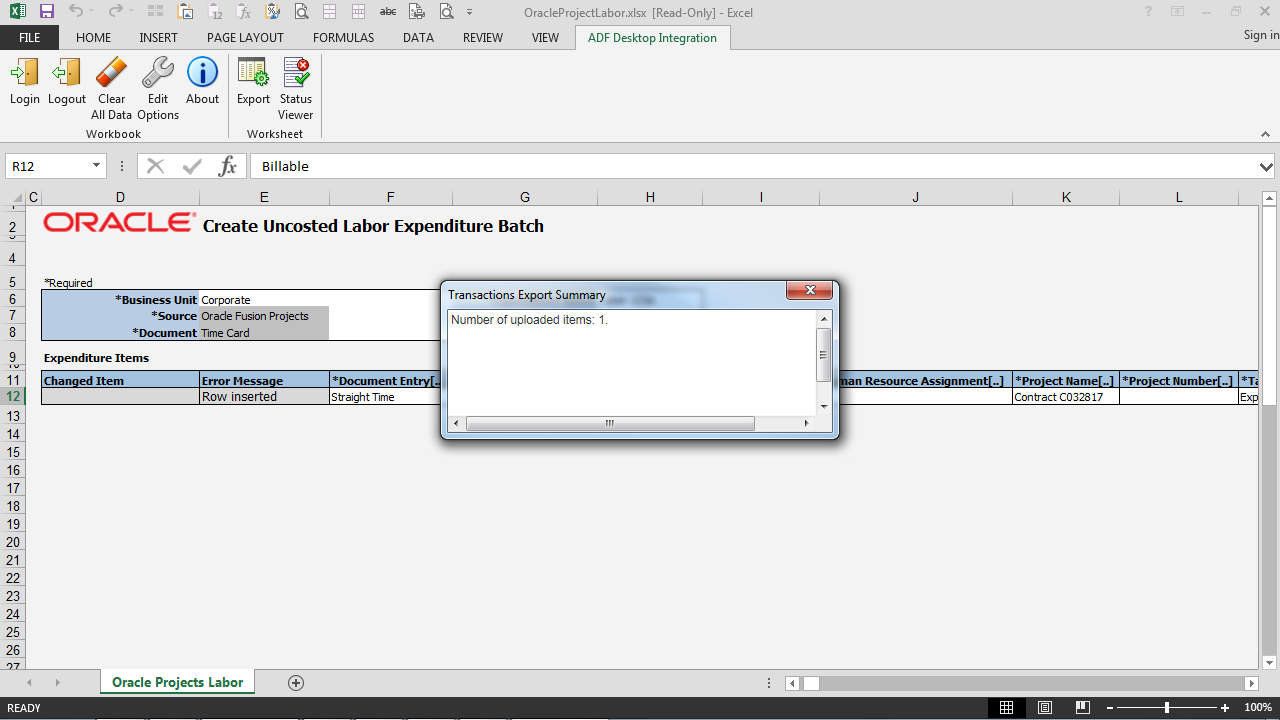 OracleProjectLabor.xlsx [Read-Only] - Excel
FILE HOME INSERT PAGE LAYOUT FORMULAS DATA REVIEW VIEW ADF Desktop Integration Sign in
Login Logout Clear All Data Edit Options About Export Status Viewer
Workbook Worksheet
R12 fx Billable
C D E F G H I J K L
2 ORACLE Create Uncosted Labor Expenditure Batch
4
5 *Required
6 *Business Unit Corporate
7 *Source Oracle Fusion Projects
8 *Document Time Card
9 Expenditure Items
11 Changed Item Error Message *Document Entry[.. man Resource Assignment[..] *Project Name[..] *Project Number[..] *Ta
12 Row inserted Straight Time Contract C032817 Exp
Transactions Export Summary
Number of uploaded items: 1.
13
14
15
16
17
18
19
20
21
22
23
24
25
26
27
Oracle Projects Labor
READY 100%